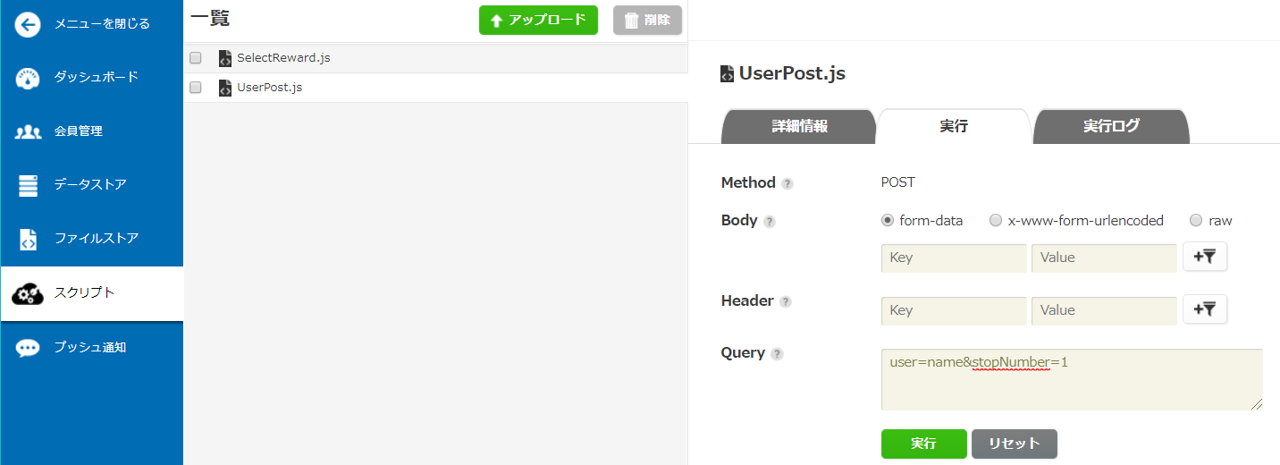 メニューを閉じる
ダッシュボード
会員管理
データストア
ファイルストア
スクリプト
プッシュ通知
一覧
アップロード
削除
SelectReward.js
UserPost.js
UserPost.js
詳細情報
実行
実行ログ
Method ?
POST
Body ?
form-data
x-www-form-urlencoded
raw
Key
Value
+
Header ?
Key
Value
+
Query ?
user=name&stopNumber=1
実行
リセット